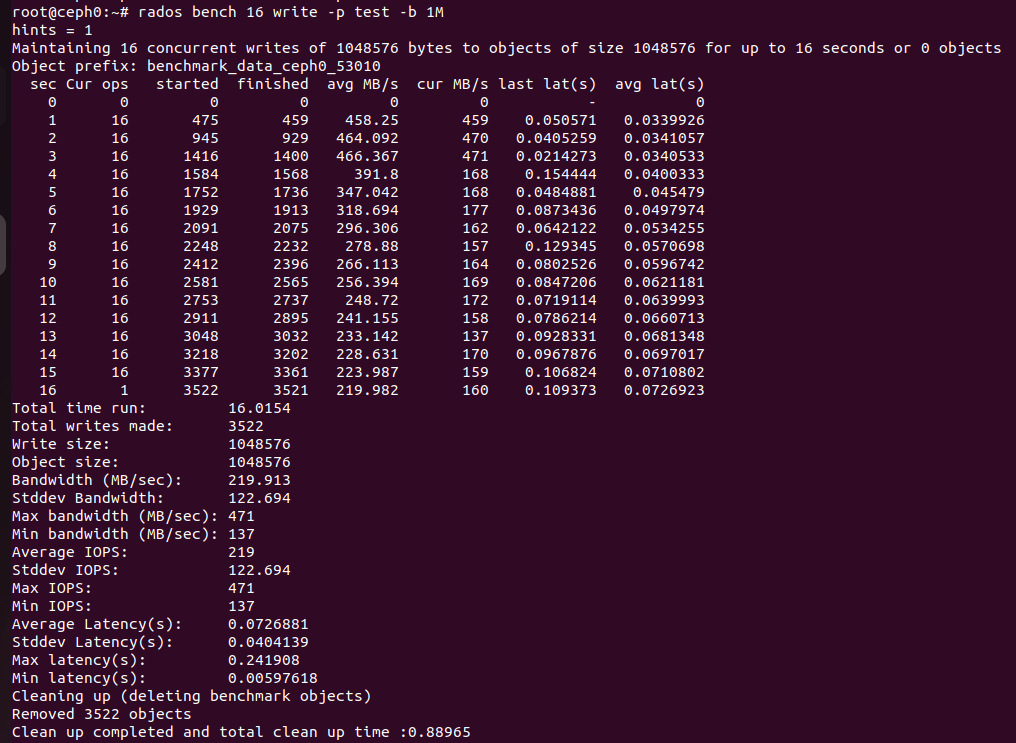 root@ceph0:~# rados bench 16 write -p test -b 1M
hints = 1
Maintaining 16 concurrent writes of 1048576 bytes to objects of size 1048576 for up to 16 seconds or 0 objects
Object prefix: benchmark_data_ceph0_53010
  sec Cur ops   started  finished  avg MB/s  cur MB/s last lat(s)  avg lat(s)
    0       0         0         0         0         0           -           0
    1      16       475       459    458.25       459    0.050571   0.0339926
    2      16       945       929   464.092       470   0.0405259   0.0341057
    3      16      1416      1400   466.367       471   0.0214273   0.0340533
    4      16      1584      1568     391.8       168    0.154444   0.0400333
    5      16      1752      1736   347.042       168   0.0484881    0.045479
    6      16      1929      1913   318.694       177   0.0873436   0.0497974
    7      16      2091      2075   296.306       162   0.0642122   0.0534255
    8      16      2248      2232    278.88       157    0.129345   0.0570698
    9      16      2412      2396   266.113       164   0.0802526   0.0596742
   10      16      2581      2565   256.394       169   0.0847206   0.0621181
   11      16      2753      2737    248.72       172   0.0719114   0.0639993
   12      16      2911      2895   241.155       158   0.0786214   0.0660713
   13      16      3048      3032   233.142       137   0.0928331   0.0681348
   14      16      3218      3202   228.631       170   0.0967876   0.0697017
   15      16      3377      3361   223.987       159    0.106824   0.0710802
   16       1      3522      3521   219.982       160    0.109373   0.0726923
Total time run:         16.0154
Total writes made:      3522
Write size:             1048576
Object size:            1048576
Bandwidth (MB/sec):     219.913
Stddev Bandwidth:       122.694
Max bandwidth (MB/sec): 471
Min bandwidth (MB/sec): 137
Average IOPS:           219
Stddev IOPS:            122.694
Max IOPS:               471
Min IOPS:               137
Average Latency(s):     0.0726881
Stddev Latency(s):      0.0404139
Max latency(s):         0.241908
Min latency(s):         0.00597618
Cleaning up (deleting benchmark objects)
Removed 3522 objects
Clean up completed and total clean up time :0.88965